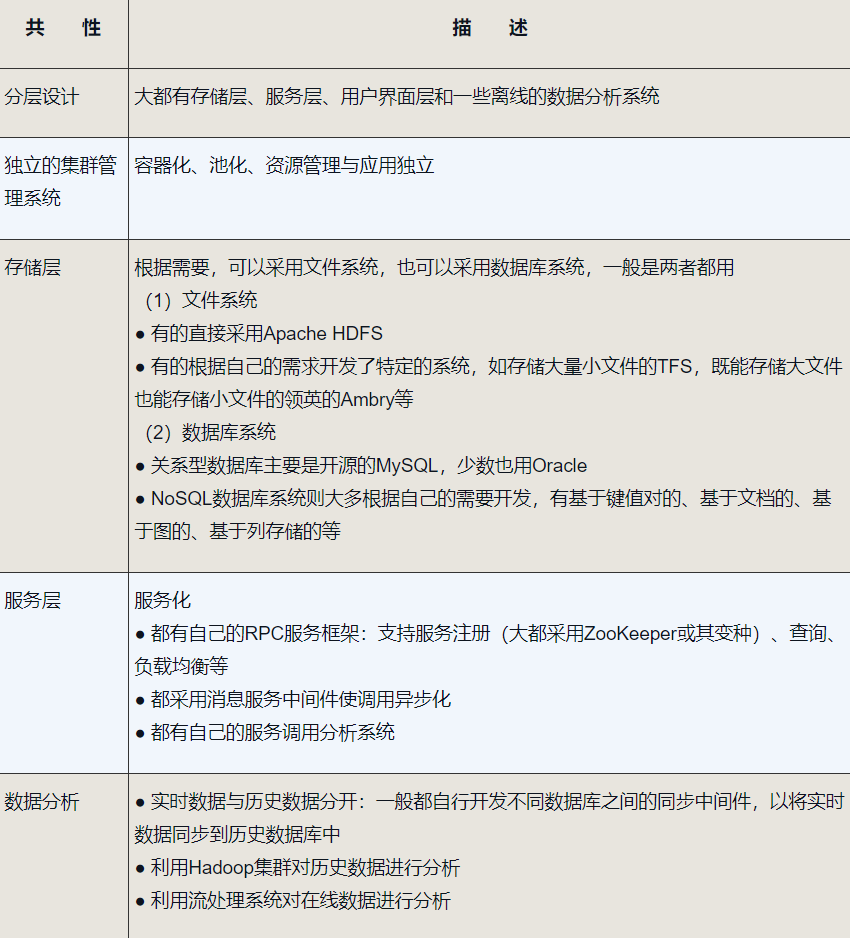 共 性
描 述
分层设计
大都有存储层、服务层、用户界面层和一些离线的数据分析系统
独立的集群管
理系统
容器化、池化、资源管理与应用独立
存储层
根据需要，可以采用文件系统，也可以采用数据库系统，一般是两者都用
（1）文件系统
● 有的直接采用Apache HDFS
● 有的根据自己的需求开发了特定的系统，如存储大量小文件的TFS，既能存储大文件
也能存储小文件的领英的Ambry等
（2）数据库系统
● 关系型数据库主要是开源的MySQL，少数也用Oracle
● NoSQL数据库系统则大多根据自己的需要开发，有基于键值对的、基于文档的、基
于图的、基于列存储的等
服务层
服务化
● 都有自己的RPC服务框架：支持服务注册（大都采用ZooKeeper或其变种）、查询、
负载均衡等
● 都采用消息服务中间件使调用异步化
● 都有自己的服务调用分析系统
数据分析
● 实时数据与历史数据分开：一般都自行开发不同数据库之间的同步中间件，以将实时
数据同步到历史数据库中
● 利用Hadoop集群对历史数据进行分析
● 利用流处理系统对在线数据进行分析